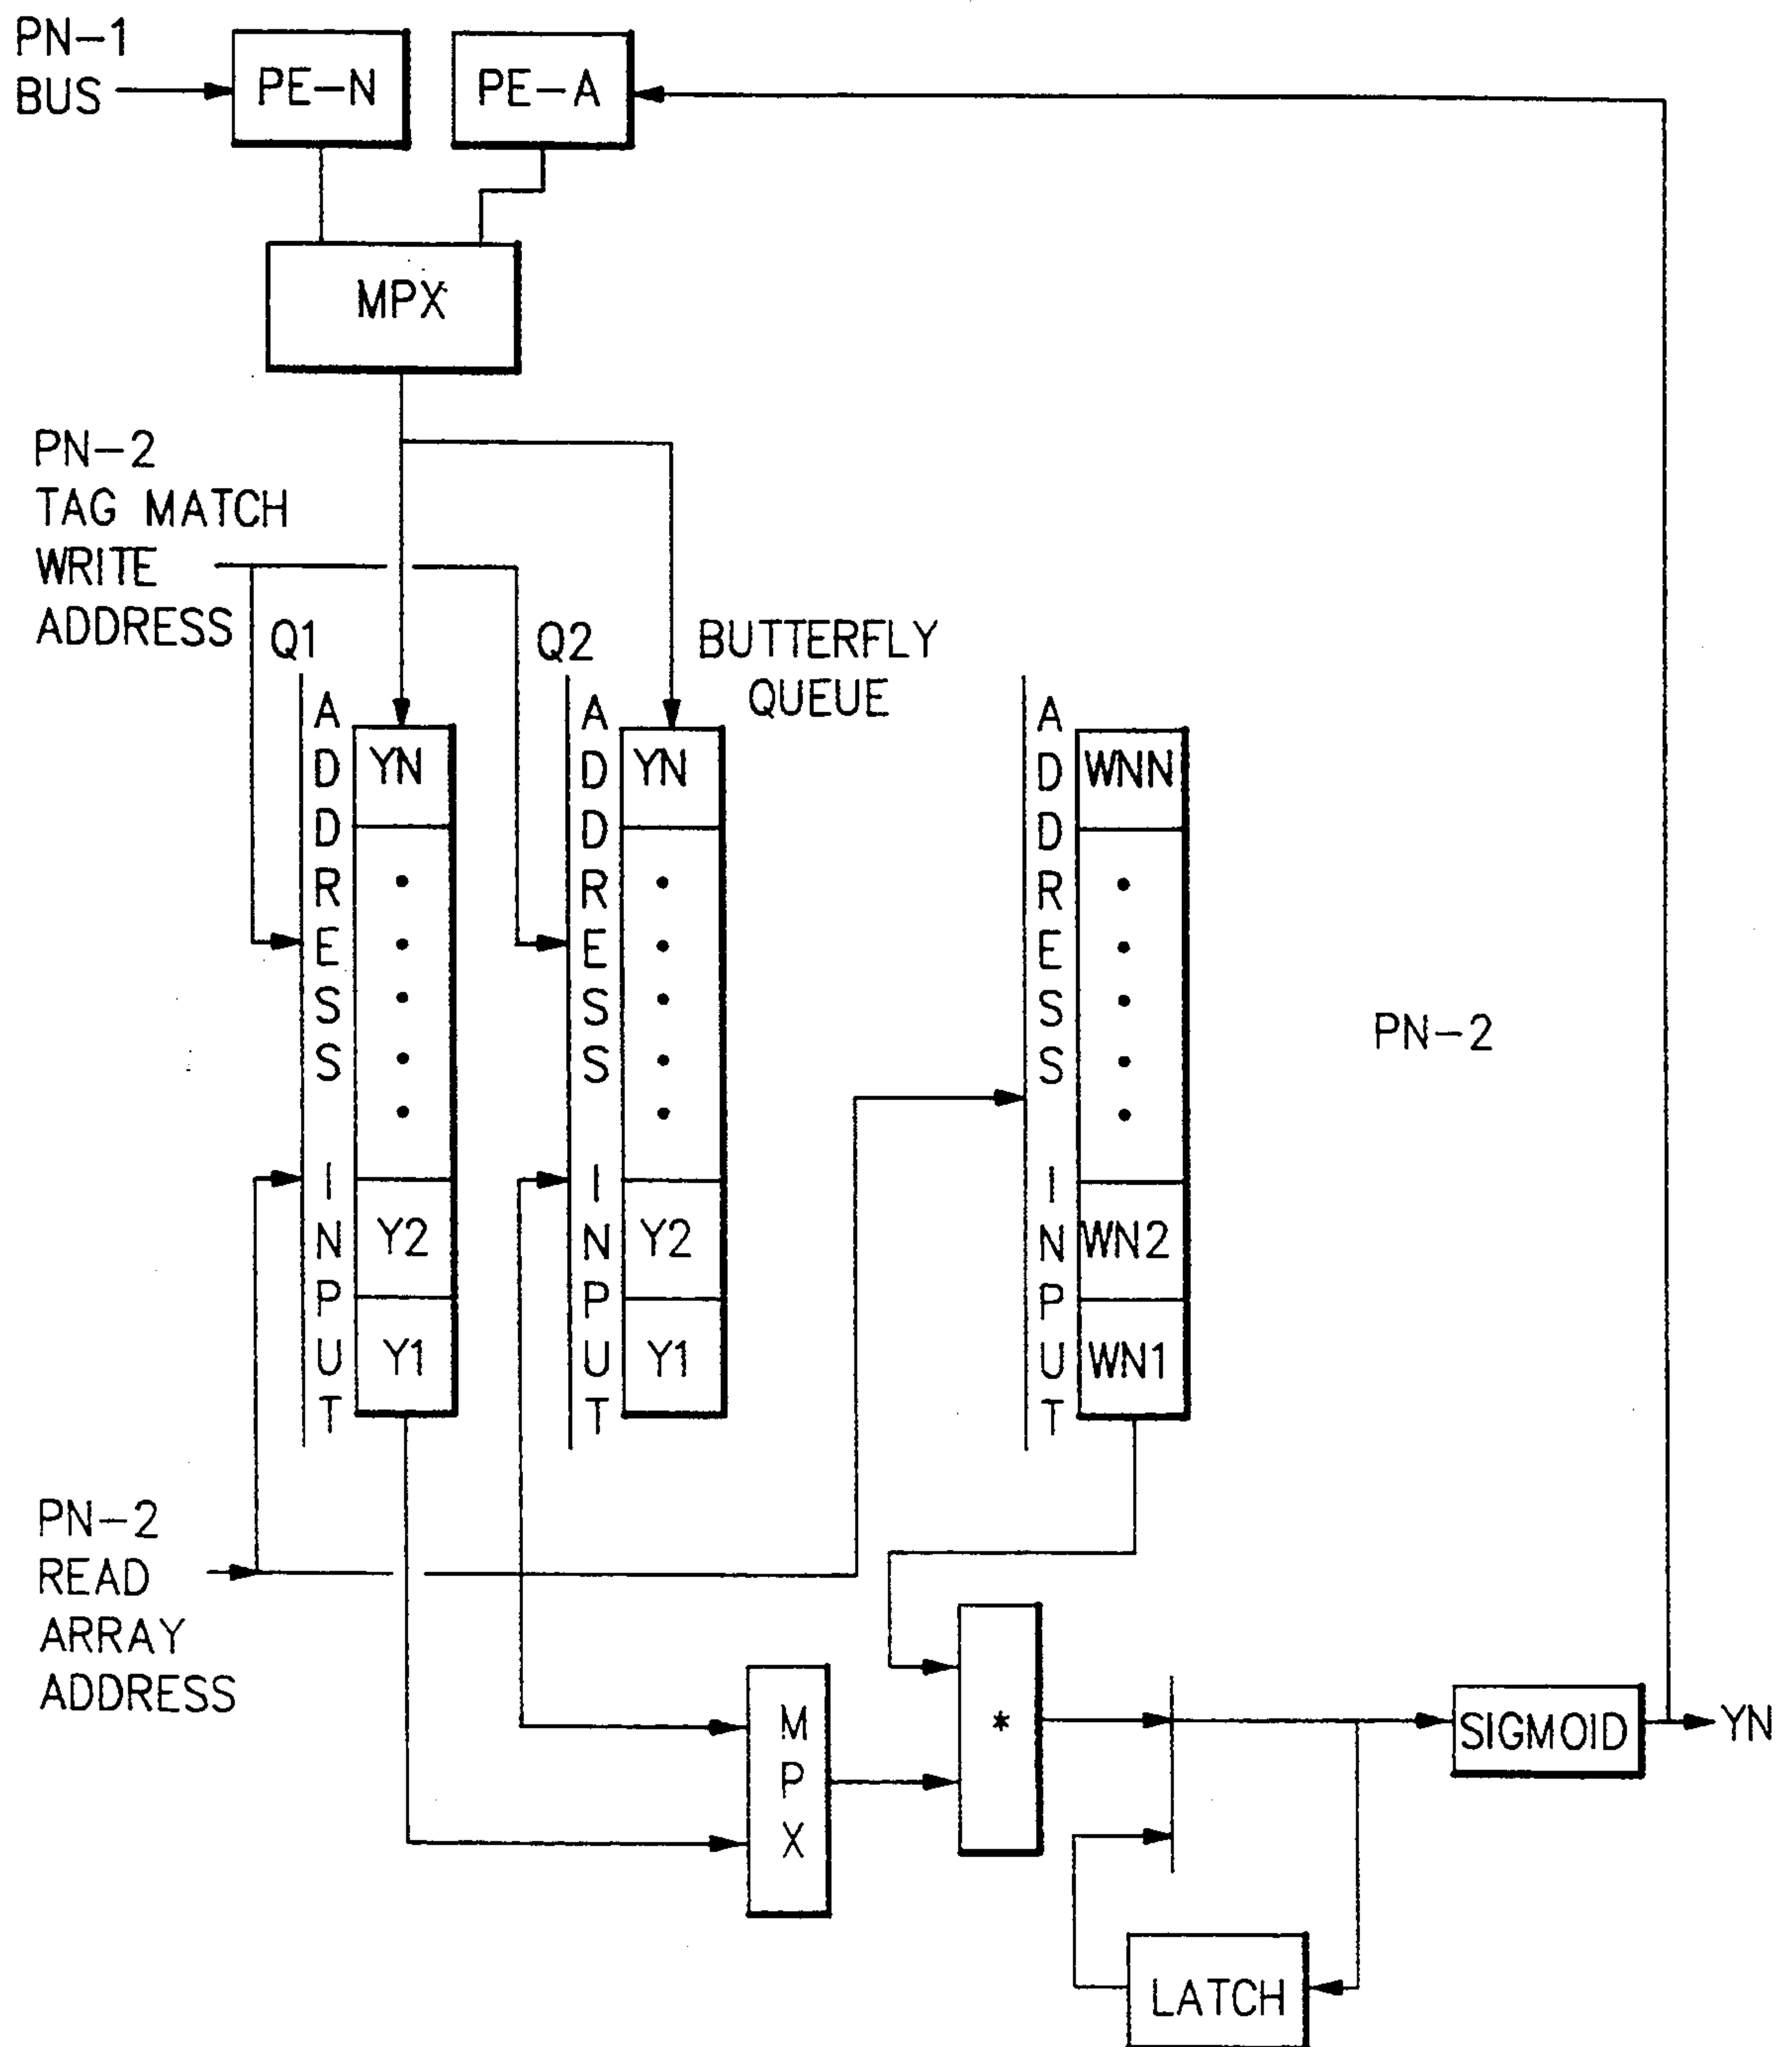 PN-1
BUS
PE-N
PE-A
MPX
PN-2
TAG MATCH
WRITE
ADDRESS
Q1
Q2
BUTTERFLY
QUEUE
ADDRESS INPUT
YN
Y2
Y1
ADDRESS INPUT
YN
Y2
Y1
ADDRESS INPUT
WNN
WN2
WN1
PN-2
PN-2
READ
ARRAY
ADDRESS
MPX
*
SIGMOID
YN
LATCH